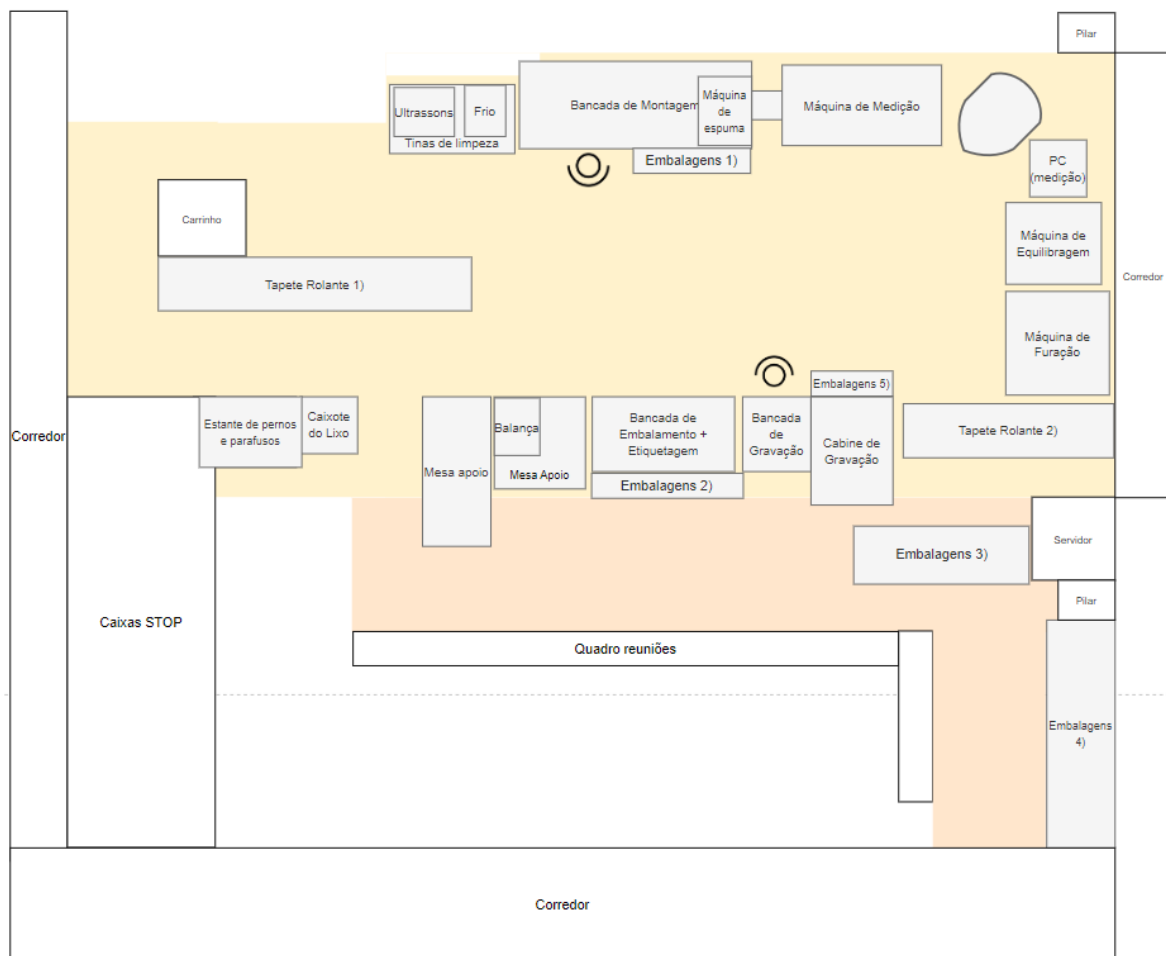 Pilar
Ultrassons
Frio
Tinas de limpeza
Bancada de Montagem
Máquina
de
espuma
Máquina de Medição
Embalagens 1)
PC
(medição)
Carrinho
Máquina de
Equilibragem
Tapete Rolante 1)
Corredor
Máquina de
Furação
Embalagens 5)
Corredor
Estante de pernos
e parafusos
Caixote
do Lixo
Mesa apoio
Balança
Mesa Apoio
Bancada de
Embalamento +
Etiquetagem
Embalagens 2)
Bancada
de
Gravação
Cabine de
Gravação
Tapete Rolante 2)
Embalagens 3)
Servidor
Pilar
Caixas STOP
Quadro reuniões
Embalagens
4)
Corredor